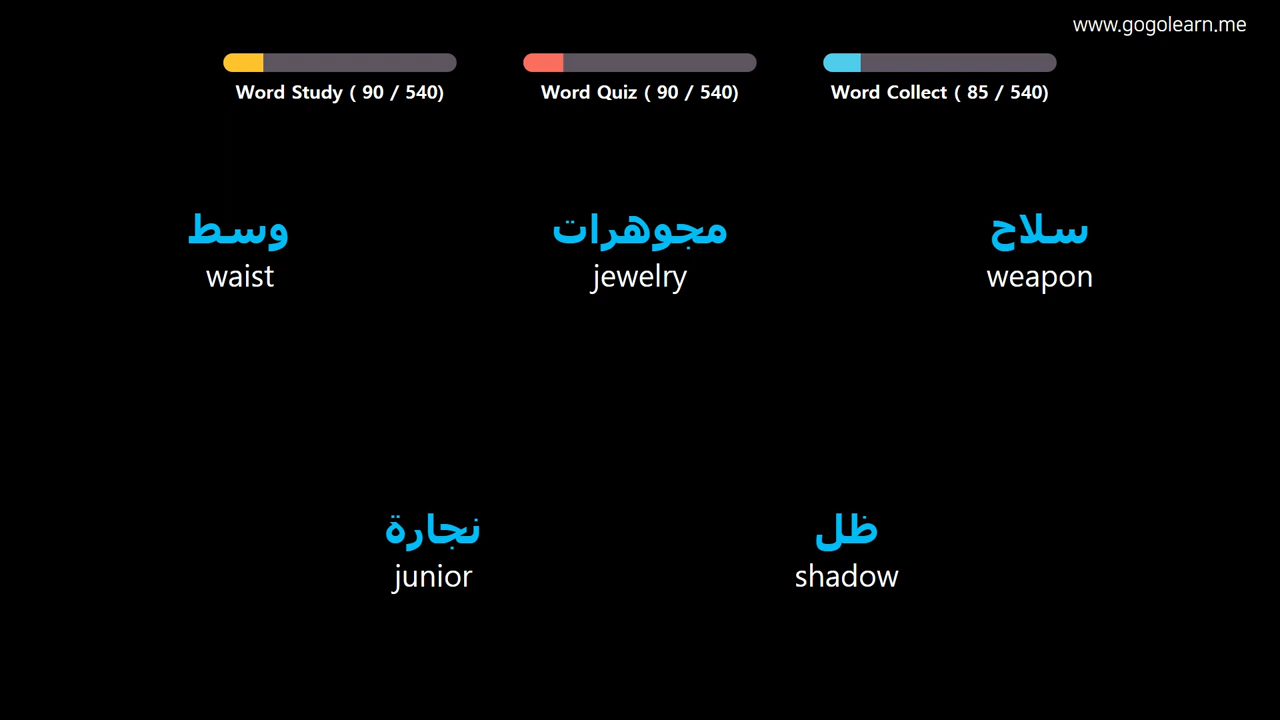 www.gogolearn.me
Word Study ( 90 / 540)
Word Quiz ( 90 / 540)
Word Collect ( 85 / 540)
وسط
waist
مجوهرات
jewelry
سلاح
weapon
نجارة
junior
ظل
shadow